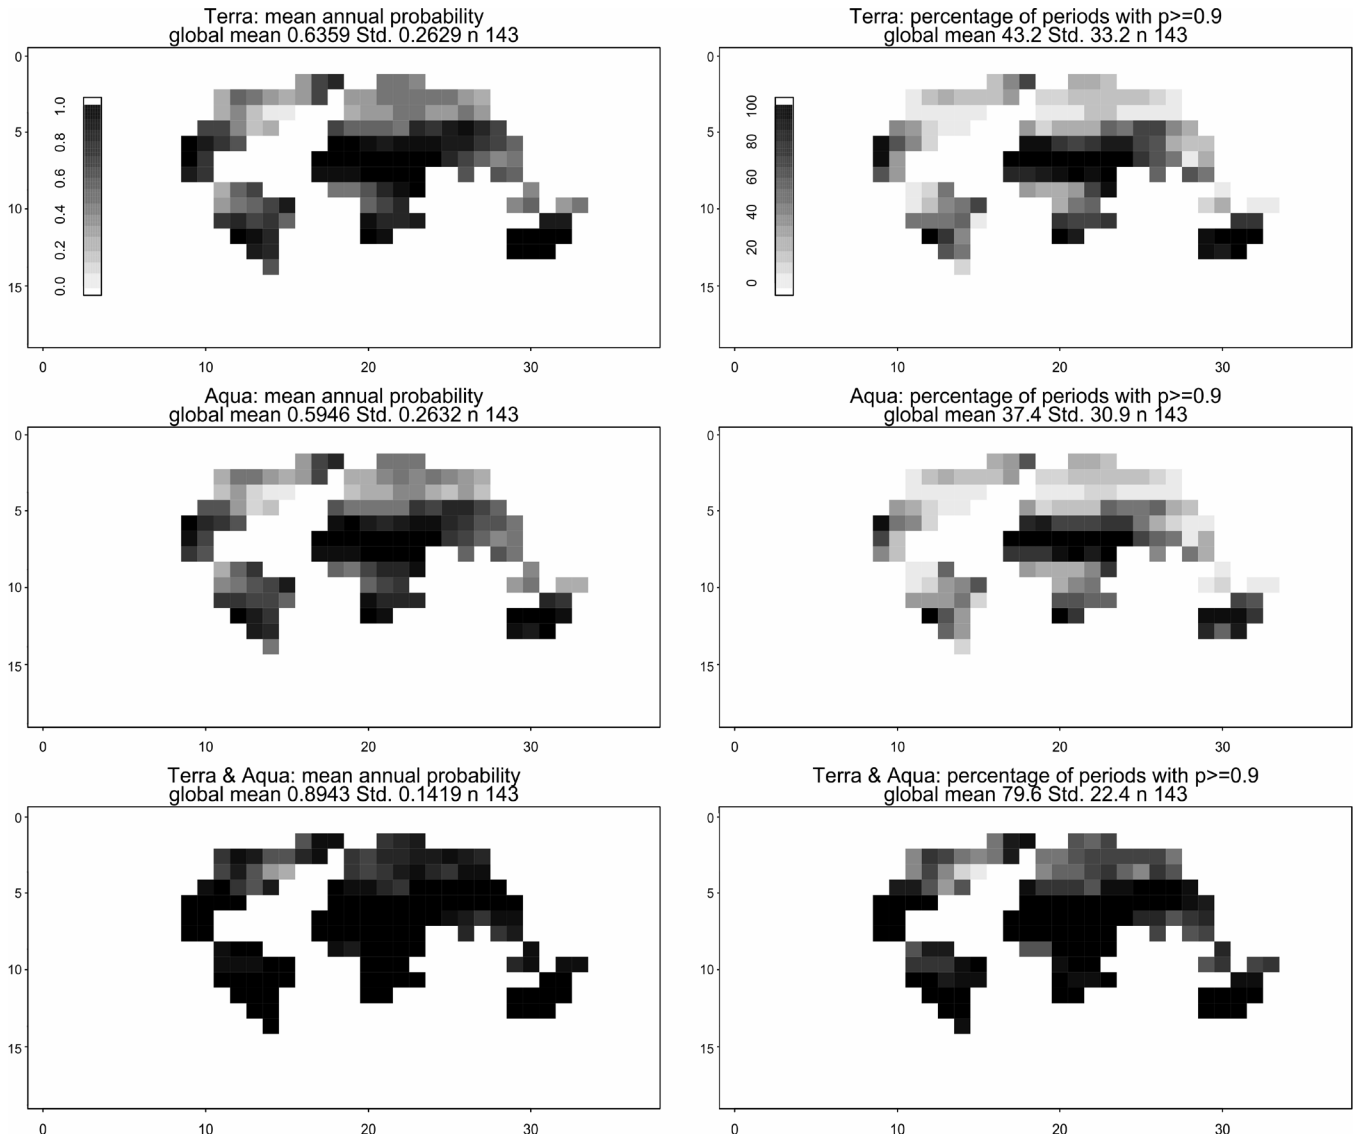 Terra: mean annual probability
global mean 0.6359 Std. 0.2629 n 143
0
5
10
15
1.0
0.8
0.6
0.4
0.2
0.0
0 10 20 30
Terra: percentage of periods with p>=0.9
global mean 43.2 Std. 33.2 n 143
0
5
10
15
100
80
60
40
20
0
0 10 20 30
Aqua: mean annual probability
global mean 0.5946 Std. 0.2632 n 143
0
5
10
15
0 10 20 30
Aqua: percentage of periods with p>=0.9
global mean 37.4 Std. 30.9 n 143
0
5
10
15
0 10 20 30
Terra & Aqua: mean annual probability
global mean 0.8943 Std. 0.1419 n 143
0
5
10
15
0 10 20 30
Terra & Aqua: percentage of periods with p>=0.9
global mean 79.6 Std. 22.4 n 143
0
5
10
15
0 10 20 30